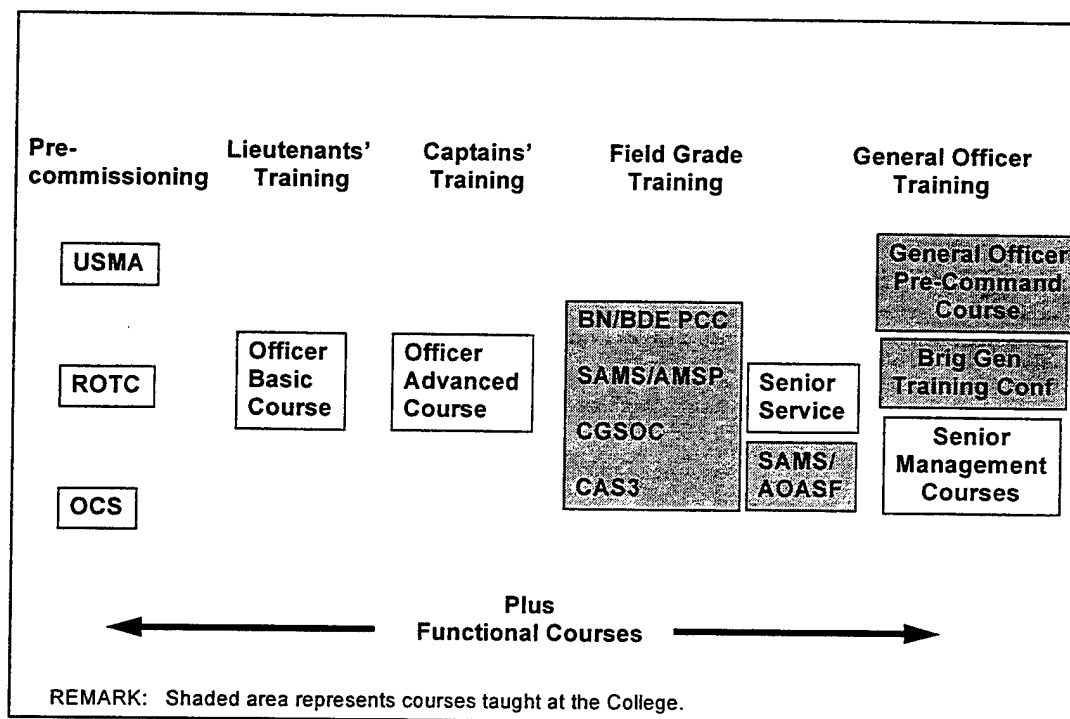 Pre-
commissioning
Lieutenants'
Training
Captains'
Training
Field Grade
Training
General Officer
Training
USMA
ROTC
OCS
Officer
Basic
Course
Officer
Advanced
Course
BN/BDE PCC
SAMS/AMSP
CGSOC
CAS3
Senior
Service
SAMS/
AOASF
General Officer
Pre-Command
Course
Brig Gen
Training Conf
Senior
Management
Courses
Plus
Functional Courses
REMARK: Shaded area represents courses taught at the College.